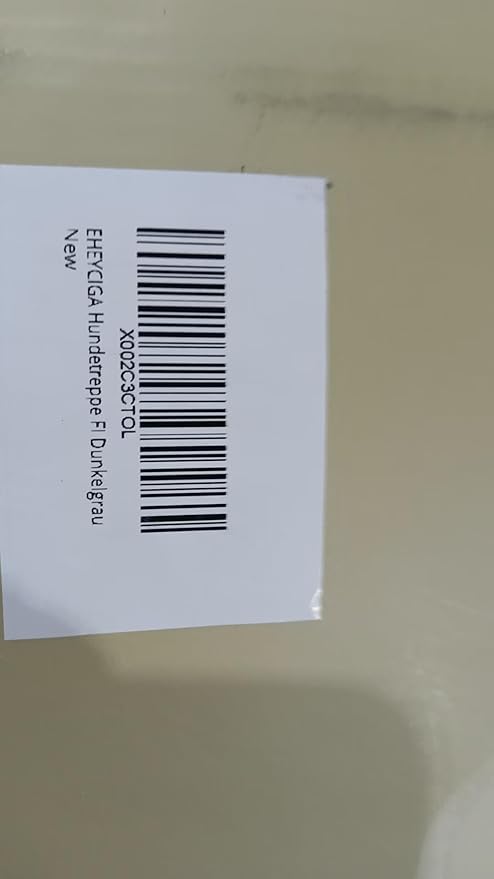 X002C3CTOL
EHEYCIGA Hundetreppe Fl Dunkelgrau
New